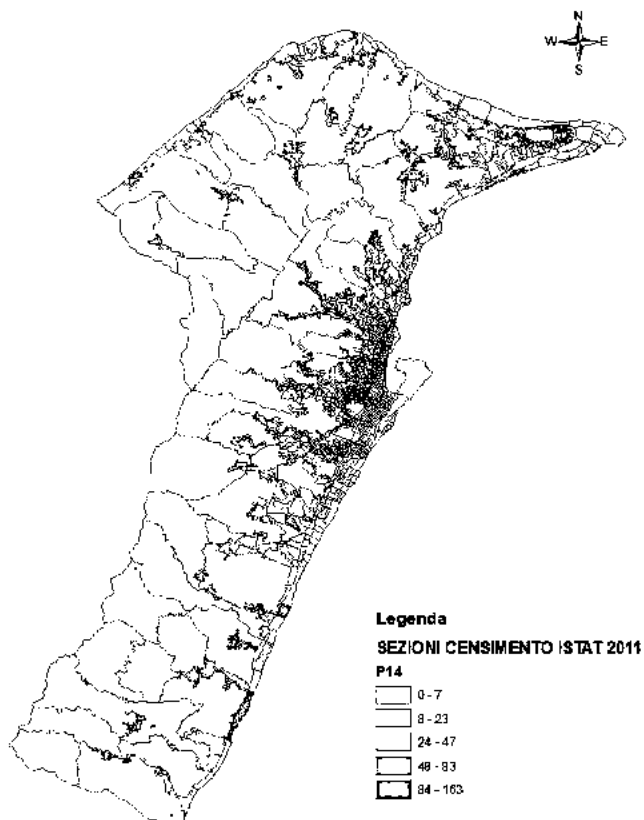 N
W E
S
Legenda
SEZIONI CENSIMENTO ISTAT 2011
P14
0 - 7
8 - 23
24 - 47
48 - 83
84 - 163